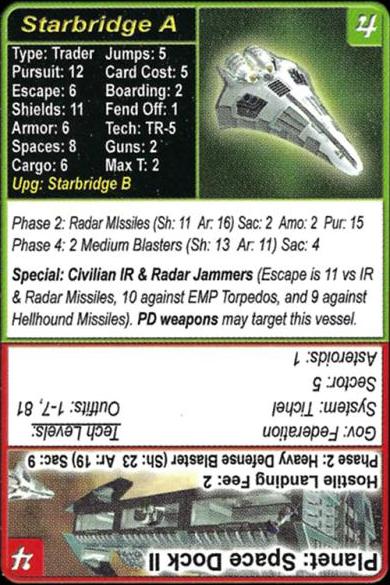 Starbridge A
4
Type: Trader Jumps: 5
Pursuit: 12 Card Cost: 5
Escape: 6 Boarding: 2
Shields: 11 Fend Off: 1
Armor: 6 Tech: TR-5
Spaces: 8 Guns: 2
Cargo: 6 Max T: 2
Upg: Starbridge B
Phase 2: Radar MIssiles (Sh: 11 Ar: 16) Sac: 2 Amo: 2 Pur: 15
Phase 4: 2 Medium Blasters (Sh: 13 Ar: 11) Sac: 4
Special: Civilian IR & Radar Jammers (Escape is 11 vs IR
& Radar Missiles, 10 against EMP Torpedos, and 9 against
Hellhound Missiles). PD weapons may target this vessel.
Planet: Space Dock II
4
Hostile Landing Fee: 2
Phase 2: Heavy Defense Blaster (Sh: 23 Ar: 19) Sac: 9
Gov: Federation Tech Levels:
System: Tichel Outfits: 1-7, 81
Sector: 5
Asteroids: 1